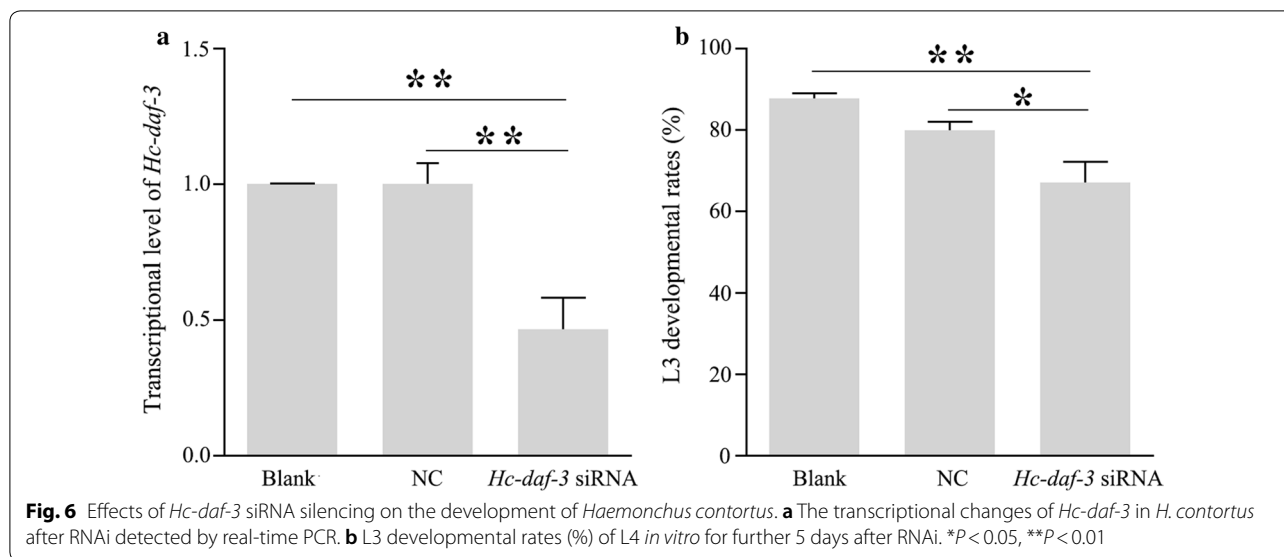 a
1.5
1.0
0.5
0.0
Transcriptional level of Hc-daf-3
**
**
Blank
NC
Hc-daf-3 siRNA
b
100
80
60
40
20
0
L3 developmental rates (%)
**
*
Blank
NC
Hc-daf-3 siRNA
Fig. 6 Effects of Hc-daf-3 siRNA silencing on the development of Haemonchus contortus. a The transcriptional changes of Hc-daf-3 in H. contortus
after RNAi detected by real-time PCR. b L3 developmental rates (%) of L4 in vitro for further 5 days after RNAi. *P < 0.05, **P < 0.01